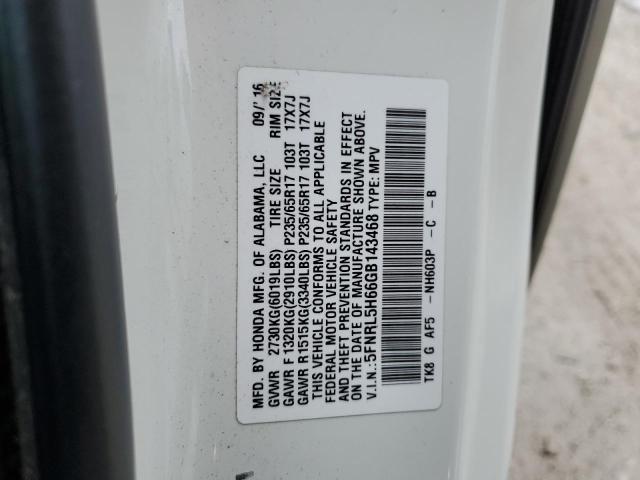 MFD. BY HONDA MFG. OF ALABAMA, LLC 09/'16
GVWR 2730KG(6019LBS) TIRE SIZE RIM SIZE
GAWR F 1320KG(2910LBS) P235/65R17 103T 17X7J
GAWR R 1515KG(3340LBS) P235/65R17 103T 17X7J
THIS VEHICLE CONFORMS TO ALL APPLICABLE
FEDERAL MOTOR VEHICLE SAFETY
AND THEFT PREVENTION STANDARDS IN EFFECT
ON THE DATE OF MANUFACTURE SHOWN ABOVE.
V.I.N.: 5FNRL5H66GB143468 TYPE: MPV
TK8 G AF5 -NH603P -C -B